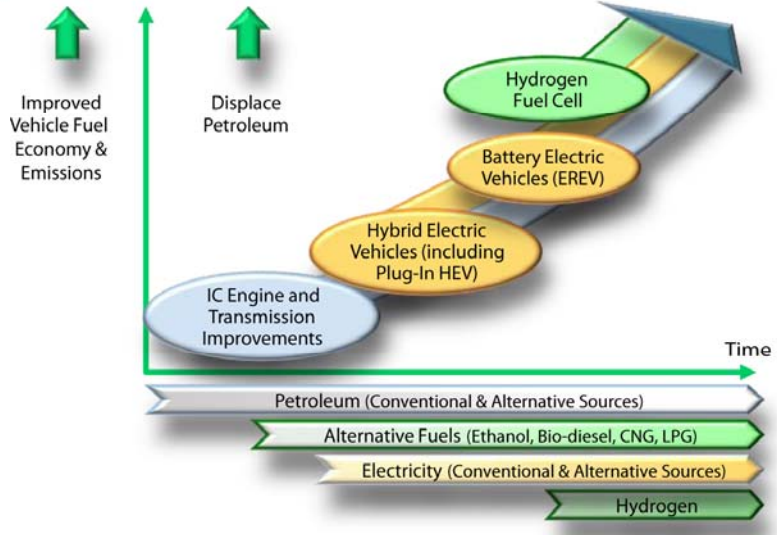 Improved
Vehicle Fuel
Economy &
Emissions
Displace
Petroleum
Hydrogen
Fuel Cell
Battery Electric
Vehicles (EREV)
Hybrid Electric
Vehicles (including
Plug-In HEV)
IC Engine and
Transmission
Improvements
Time
Petroleum (Conventional & Alternative Sources)
Alternative Fuels (Ethanol, Bio-diesel, CNG, LPG)
Electricity (Conventional & Alternative Sources)
Hydrogen